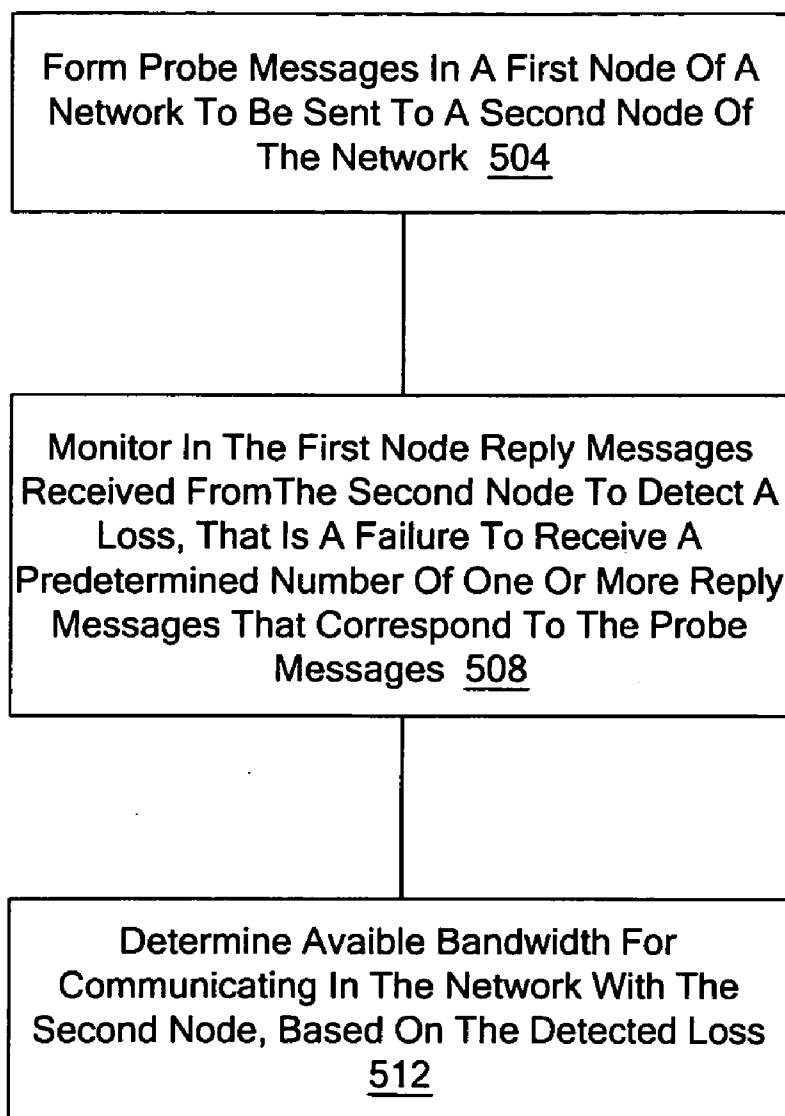 Form Probe Messages In A First Node Of A
Network To Be Sent To A Second Node Of
The Network 504
Monitor In The First Node Reply Messages
Received FromThe Second Node To Detect A
Loss, That Is A Failure To Receive A
Predetermined Number Of One Or More Reply
Messages That Correspond To The Probe
Messages 508
Determine Avaible Bandwidth For
Communicating In The Network With The
Second Node, Based On The Detected Loss
512